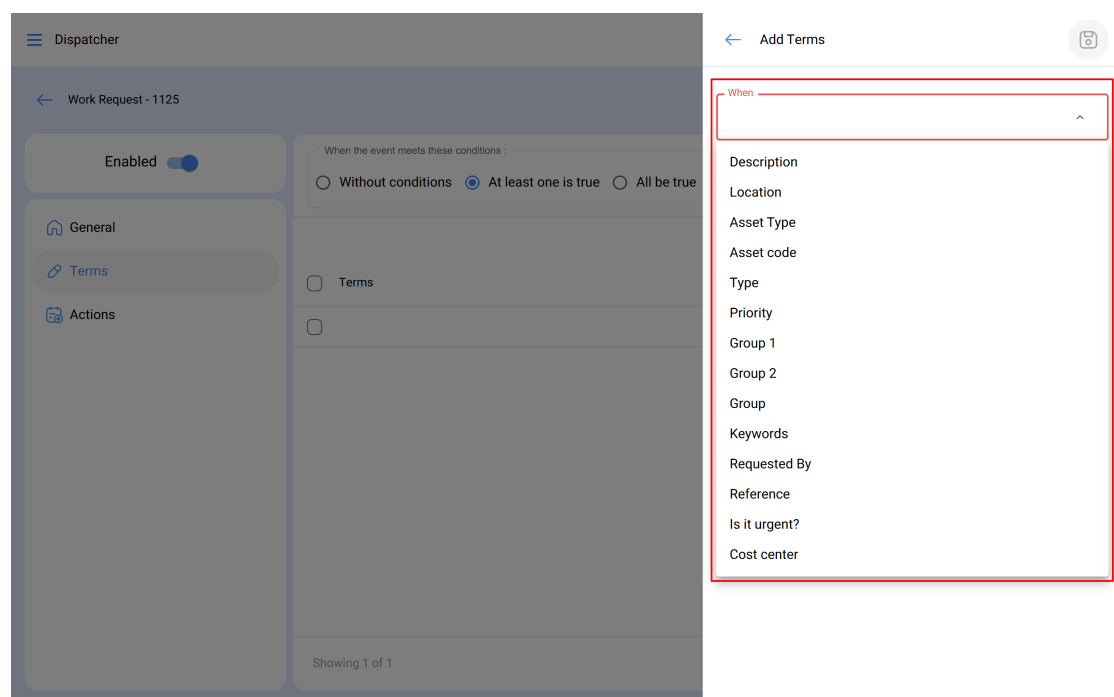 Dispatcher
Work Request - 1125
Enabled
General
Terms
Actions
When the event meets these conditions :
Without conditions At least one is true All be true
Terms
Showing 1 of 1
Add Terms
When
Description
Location
Asset Type
Asset code
Type
Priority
Group 1
Group 2
Group
Keywords
Requested By
Reference
Is it urgent?
Cost center